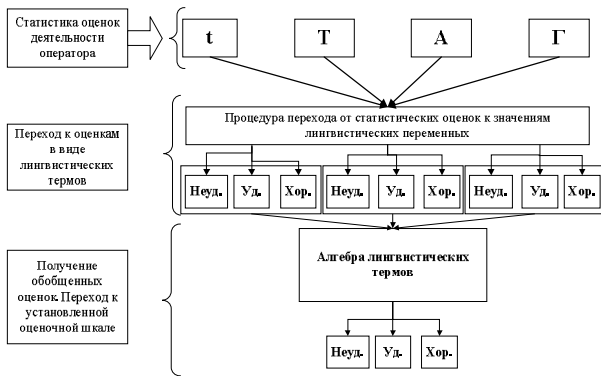 Статистика оценок
деятельности
оператора
t T А Г
Процедура перехода от статистических оценок к значениям
лингвистических переменных
Переход к оценкам
в виде
лингвистических
термов
Неуд. Уд. Хор. Неуд. Уд. Хор. Неуд. Уд. Хор.
Алгебра лингвистических
термов
Получение
обобщенных
оценок. Переход к
установленной
оценочной шкале
Неуд. Уд. Хор.